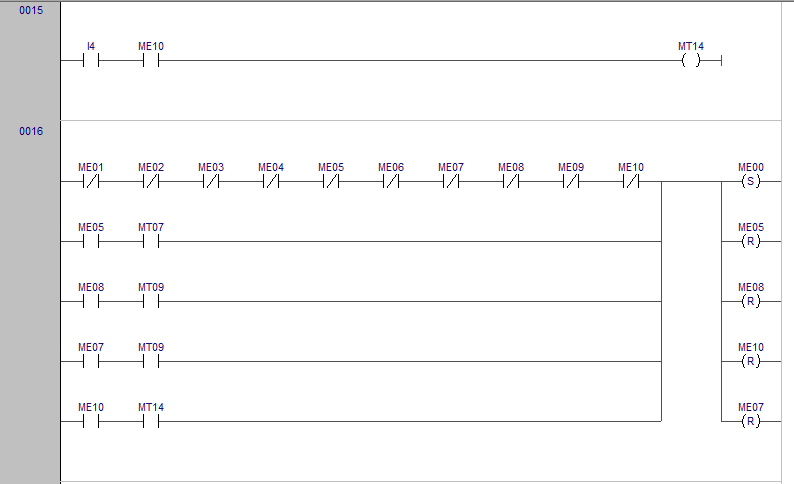 0015
I4 ME10 MT14
0016
ME01 ME02 ME03 ME04 ME05 ME06 ME07 ME08 ME09 ME10 ME00
S
ME05 MT07 ME05
R
ME08 MT09 ME08
R
ME07 MT09 ME10
R
ME10 MT14 ME07
R